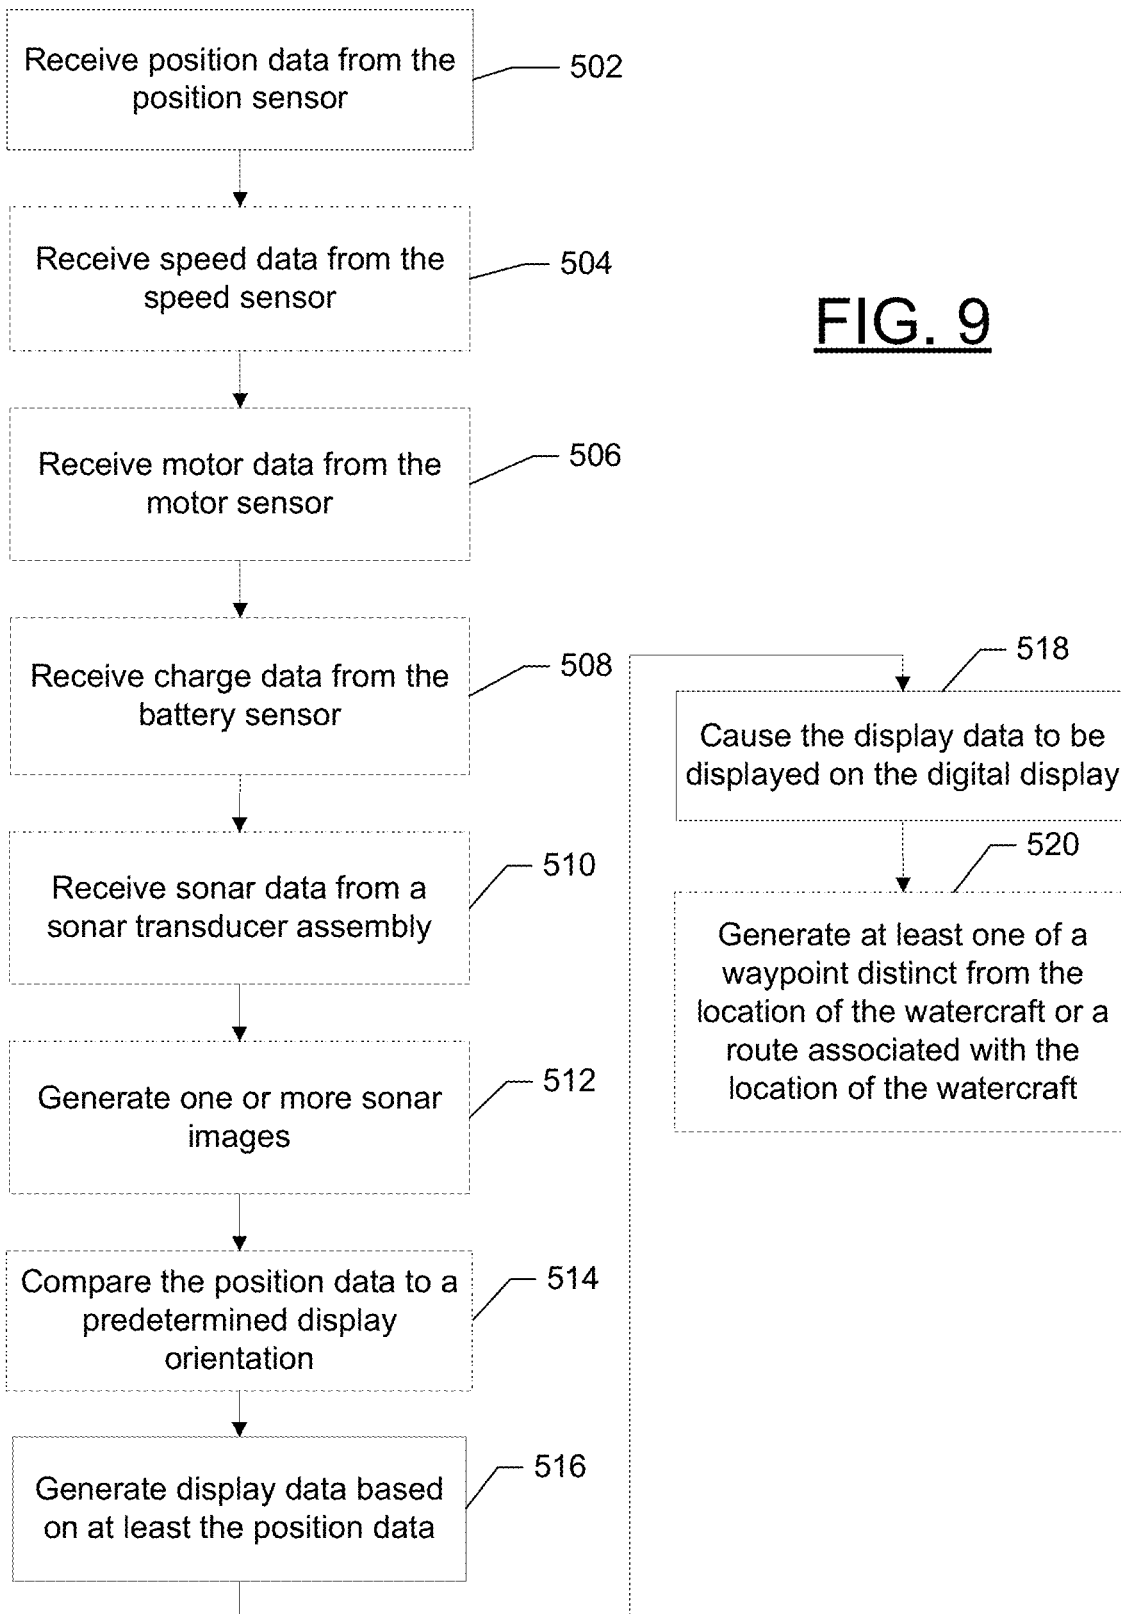 Receive position data from the
position sensor
502
Receive speed data from the
speed sensor
504
FIG. 9
Receive motor data from the
motor sensor
506
Receive charge data from the
battery sensor
508
Receive sonar data from a
sonar transducer assembly
510
Generate one or more sonar
images
512
Compare the position data to a
predetermined display
orientation
514
Generate display data based
on at least the position data
516
518
Cause the display data to be
displayed on the digital display
520
Generate at least one of a
waypoint distinct from the
location of the watercraft or a
route associated with the
location of the watercraft